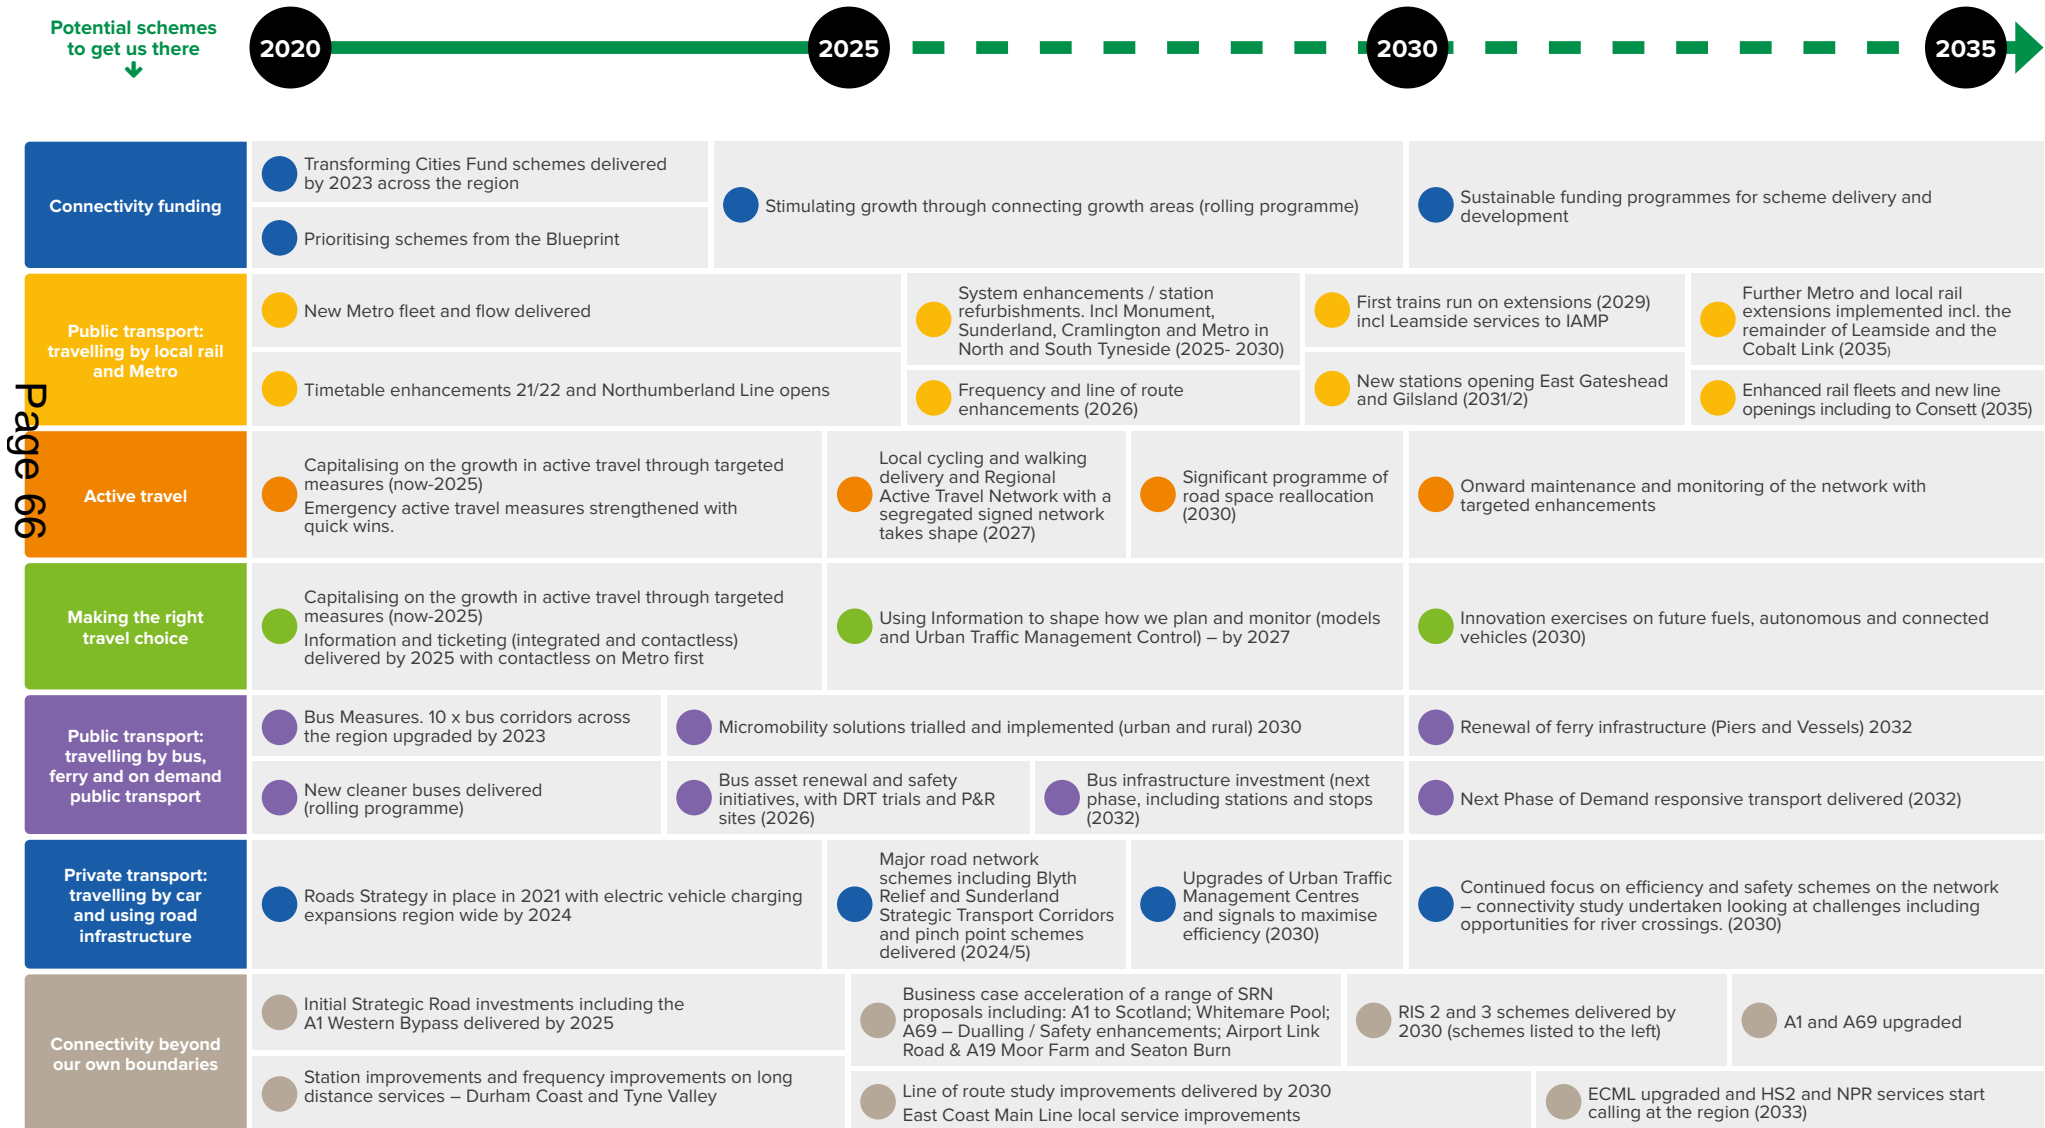 Potential schemes
to get us there
2020
2025
2030
2035
Connectivity funding
Transforming Cities Fund schemes delivered
by 2023 across the region
Prioritising schemes from the Blueprint
Stimulating growth through connecting growth areas (rolling programme)
Sustainable funding programmes for scheme delivery and
development
Public transport:
travelling by local rail
and Metro
New Metro fleet and flow delivered
Timetable enhancements 21/22 and Northumberland Line opens
System enhancements / station
refurbishments. Incl Monument,
Sunderland, Cramlington and Metro in
North and South Tyneside (2025- 2030)
Frequency and line of route
enhancements (2026)
First trains run on extensions (2029)
incl Leamside services to IAMP
New stations opening East Gateshead
and Gilsland (2031/2)
Further Metro and local rail
extensions implemented incl. the
remainder of Leamside and the
Cobalt Link (2035)
Enhanced rail fleets and new line
openings including to Consett (2035)
Page 66
Active travel
Capitalising on the growth in active travel through targeted
measures (now-2025)
Emergency active travel measures strengthened with
quick wins.
Local cycling and walking
delivery and Regional
Active Travel Network with a
segregated signed network
takes shape (2027)
Significant programme of
road space reallocation
(2030)
Onward maintenance and monitoring of the network with
targeted enhancements
Making the right
travel choice
Capitalising on the growth in active travel through targeted
measures (now-2025)
Information and ticketing (integrated and contactless)
delivered by 2025 with contactless on Metro first
Using Information to shape how we plan and monitor (models
and Urban Traffic Management Control) – by 2027
Innovation exercises on future fuels, autonomous and connected
vehicles (2030)
Public transport:
travelling by bus,
ferry and on demand
public transport
Bus Measures. 10 x bus corridors across
the region upgraded by 2023
New cleaner buses delivered
(rolling programme)
Micromobility solutions trialled and implemented (urban and rural) 2030
Bus asset renewal and safety
initiatives, with DRT trials and P&R
sites (2026)
Bus infrastructure investment (next
phase, including stations and stops
(2032)
Renewal of ferry infrastructure (Piers and Vessels) 2032
Next Phase of Demand responsive transport delivered (2032)
Private transport:
travelling by car
and using road
infrastructure
Roads Strategy in place in 2021 with electric vehicle charging
expansions region wide by 2024
Major road network
schemes including Blyth
Relief and Sunderland
Strategic Transport Corridors
and pinch point schemes
delivered (2024/5)
Upgrades of Urban Traffic
Management Centres
and signals to maximise
efficiency (2030)
Continued focus on efficiency and safety schemes on the network
– connectivity study undertaken looking at challenges including
opportunities for river crossings. (2030)
Connectivity beyond
our own boundaries
Initial Strategic Road investments including the
A1 Western Bypass delivered by 2025
Station improvements and frequency improvements on long
distance services – Durham Coast and Tyne Valley
Business case acceleration of a range of SRN
proposals including: A1 to Scotland; Whitemare Pool;
A69 – Dualling / Safety enhancements; Airport Link
Road & A19 Moor Farm and Seaton Burn
Line of route study improvements delivered by 2030
East Coast Main Line local service improvements
RIS 2 and 3 schemes delivered by
2030 (schemes listed to the left)
A1 and A69 upgraded
ECML upgraded and HS2 and NPR services start
calling at the region (2033)